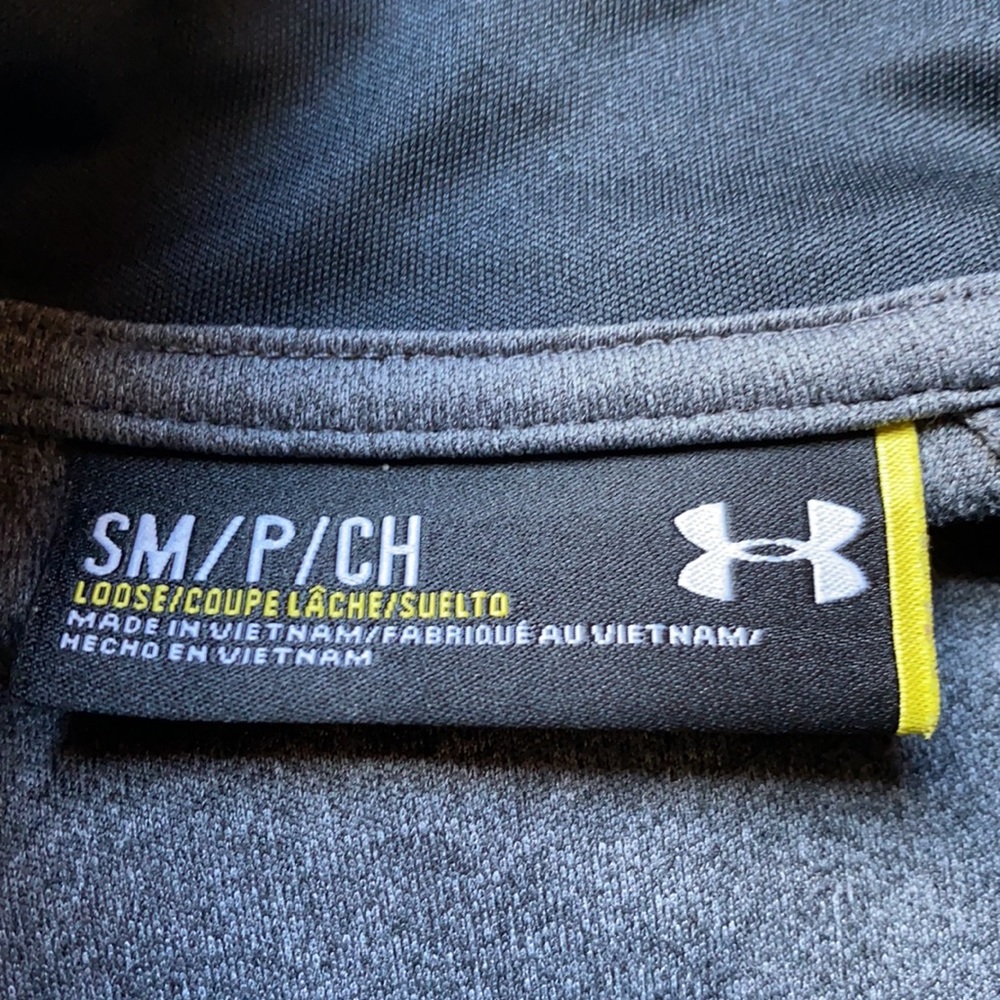 SM/P/CH
LOOSE/COUPE LÂCHE/SUELTO
MADE IN VIETNAM/FABRIQUÉ AU VIETNAM/
HECHO EN VIETNAM